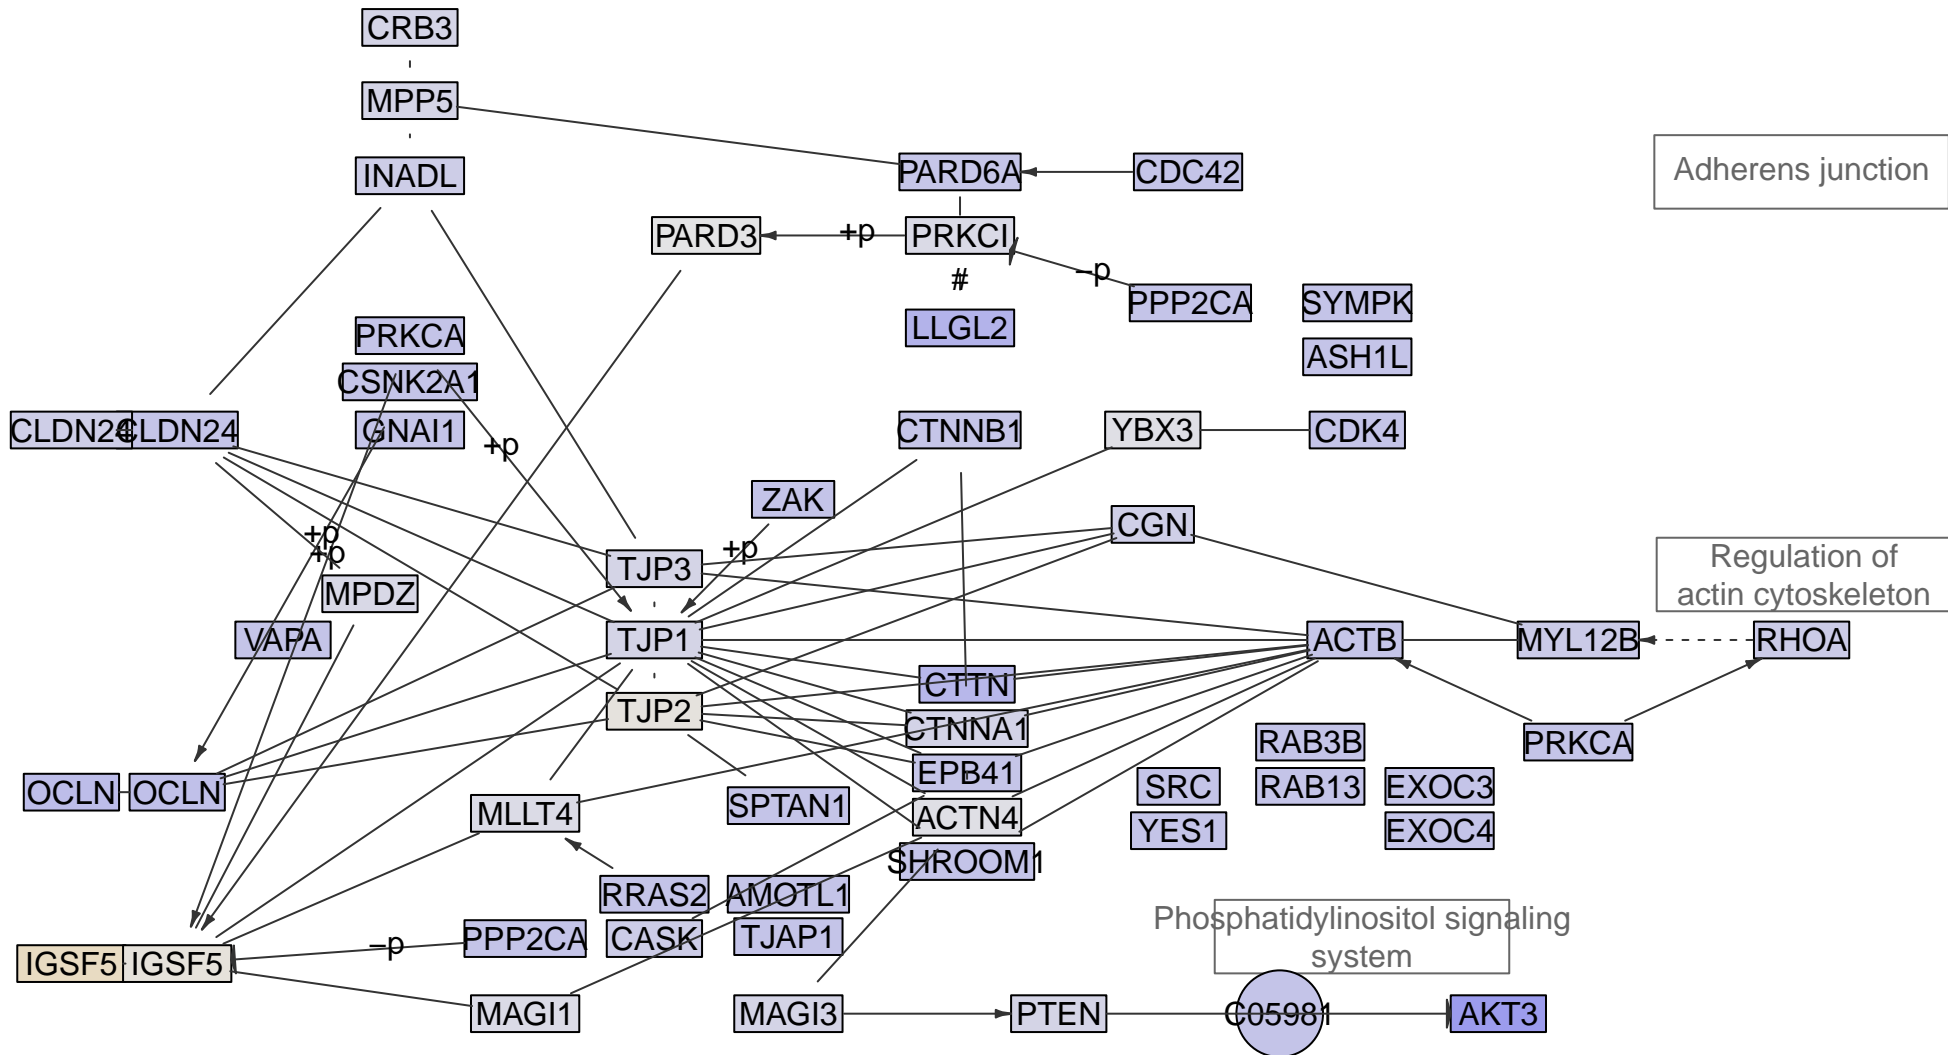 CRB3
MPP5
INADL
PARD6A
CDC42
Adherens junction
PARD3
+p
PRKCI
#
–p
PPP2CA
SYMPK
LLGL2
ASH1L
PRKCA
CSNK2A1
GNAI1
CLDN24
CLDN24
+p
CTNNB1
YBX3
CDK4
ZAK
CGN
+p
+p
+p
TJP3
MPDZ
Regulation of
actin cytoskeleton
VAPA
TJP1
ACTB
MYL12B
RHOA
CTTN
TJP2
CTNNA1
RAB3B
PRKCA
EPB41
OCLN
OCLN
SRC
RAB13
EXOC3
MLLT4
SPTAN1
ACTN4
YES1
EXOC4
SHROOM1
RRAS2
AMOTL1
PPP2CA
–p
CASK
TJAP1
Phosphatidylinositol signaling
system
IGSF5
IGSF5
MAGI1
MAGI3
PTEN
C05981
AKT3